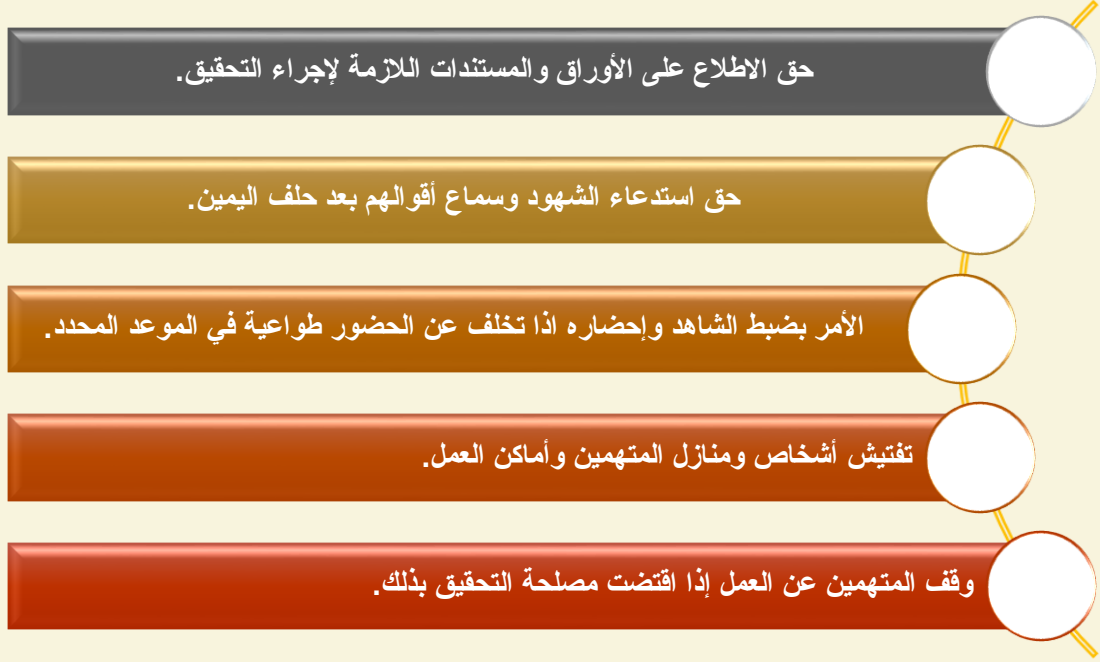 حق الاطلاع على الأوراق والمستندات اللازمة لإجراء التحقيق.
حق استدعاء الشهود وسماع أقوالهم بعد حلف اليمين.
الأمر بضبط الشاهد وإحضاره اذا تخلف عن الحضور طواعية في الموعد المحدد.
تفتيش أشخاص ومنازل المتهمين وأماكن العمل.
وقف المتهمين عن العمل إذا اقتضت مصلحة التحقيق بذلك.